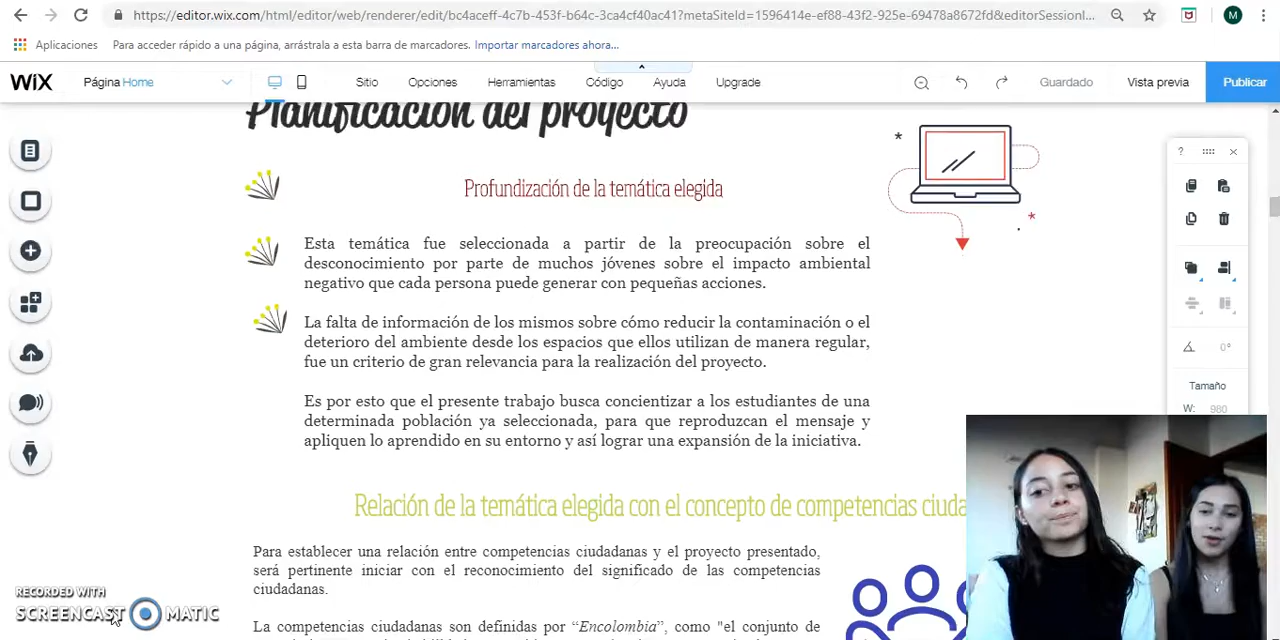 https://editor.wix.com/html/editor/web/renderer/edit/bc4aceff-4c7b-453f-b64c-3ca4cf40ac41?metaSiteId=1596414e-ef88-43f2-925e-69478a8672fd&editorSessionI...
M
Aplicaciones Para acceder rápido a una página, arrástrala a esta barra de marcadores. Importar marcadores ahora...
WiX Página Home Sitio Opciones Herramientas Código Ayuda Upgrade Guardado Vista previa Publicar
Planificación del proyecto
?
Profundización de la temática elegida
Esta temática fue seleccionada a partir de la preocupación sobre el
desconocimiento por parte de muchos jóvenes sobre el impacto ambiental
negativo que cada persona puede generar con pequeñas acciones.
La falta de información de los mismos sobre cómo reducir la contaminación o el
deterioro del ambiente desde los espacios que ellos utilizan de manera regular,
fue un criterio de gran relevancia para la realización del proyecto.
0°
Tamaño
W: 980
Es por esto que el presente trabajo busca concientizar a los estudiantes de una
determinada población ya seleccionada, para que reproduzcan el mensaje y
apliquen lo aprendido en su entorno y así lograr una expansión de la iniciativa.
Relación de la temática elegida con el concepto de competencias ciuda
Para establecer una relación entre competencias ciudadanas y el proyecto presentado,
será pertinente iniciar con el reconocimiento del significado de las competencias
ciudadanas.
La competencias ciudadanas son definidas por “Encolombia”, como "el conjunto de
RECORDED WITH
SCREENCAST MATIC